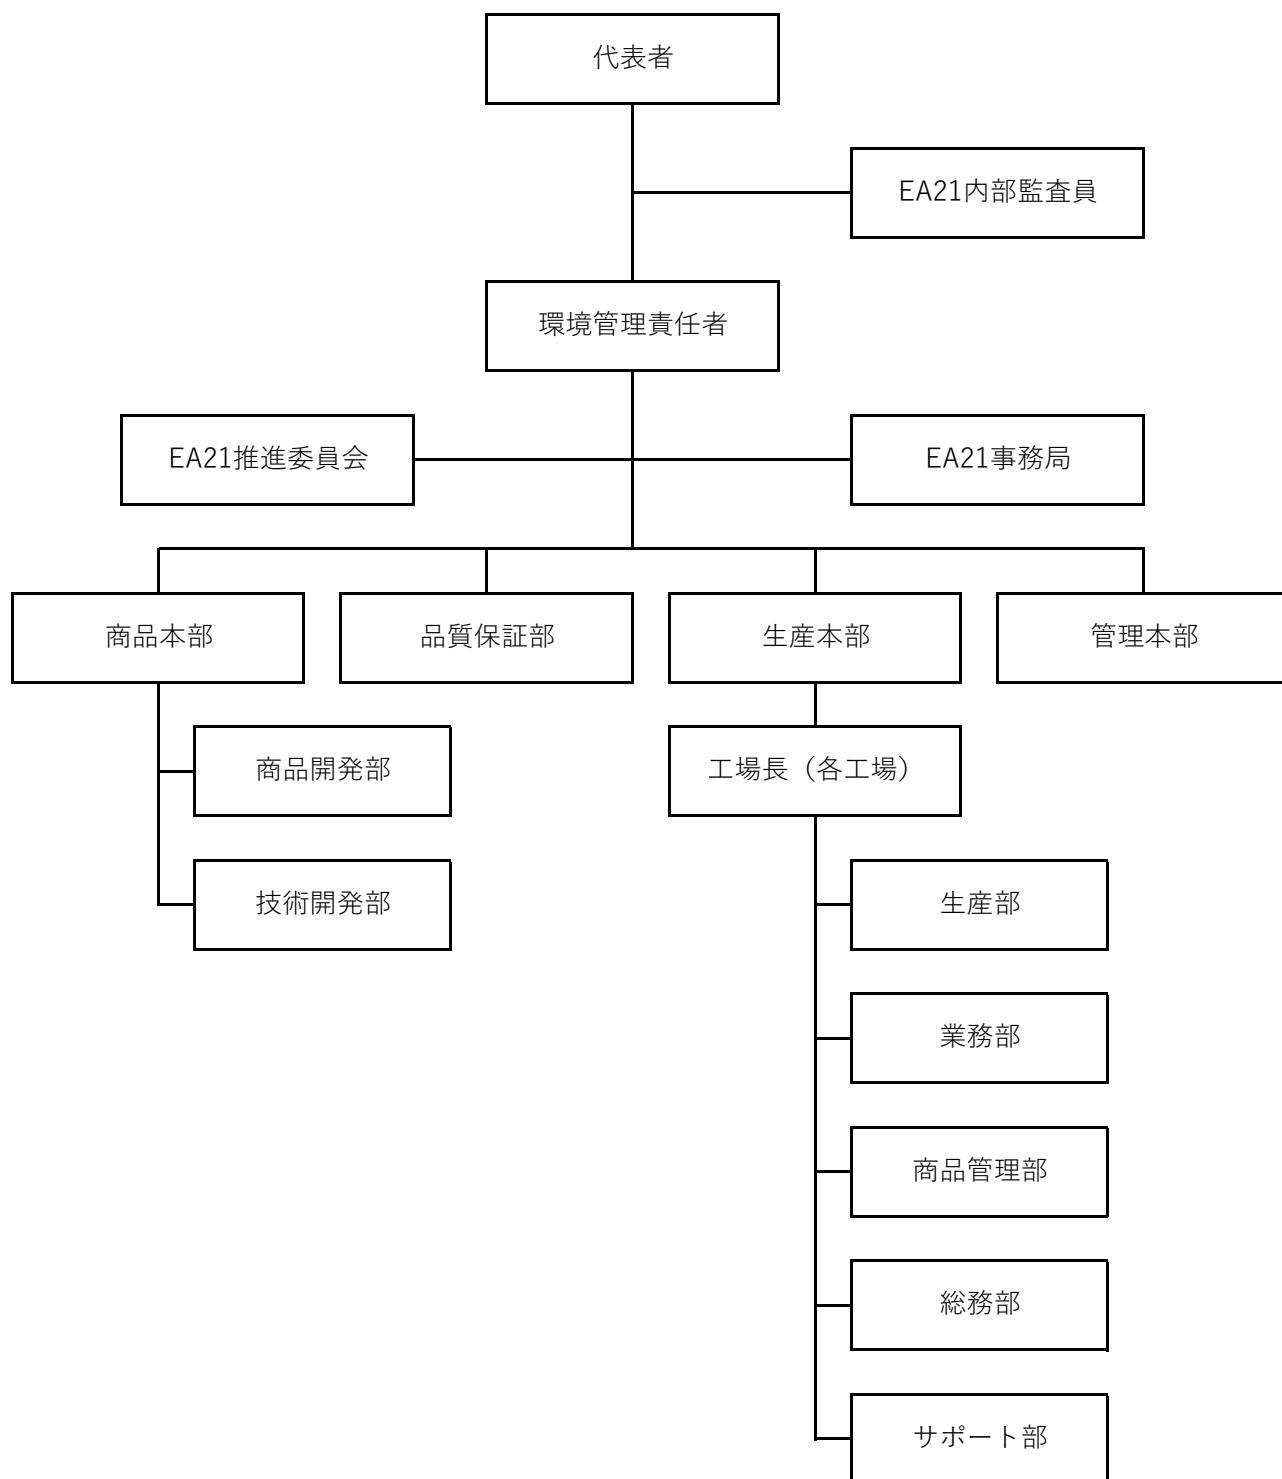 代表者
EA21内部監査員
環境管理責任者
EA21推進委員会
EA21事務局
商品本部
品質保証部
生産本部
管理本部
商品開発部
工場長（各工場）
技術開発部
生産部
業務部
商品管理部
総務部
サポート部